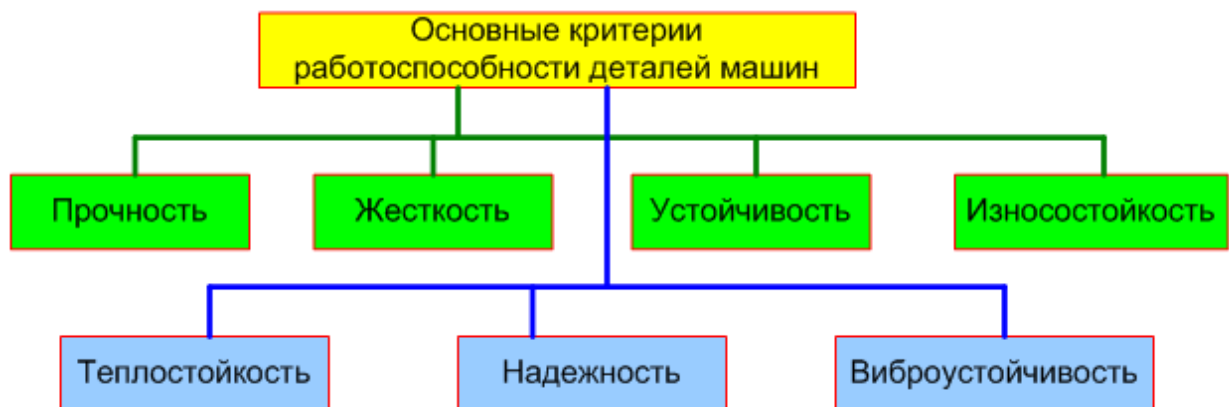 Основные критерии
работоспособности деталей машин
Прочность
Жесткость
Устойчивость
Износостойкость
Теплостойкость
Надежность
Виброустойчивость